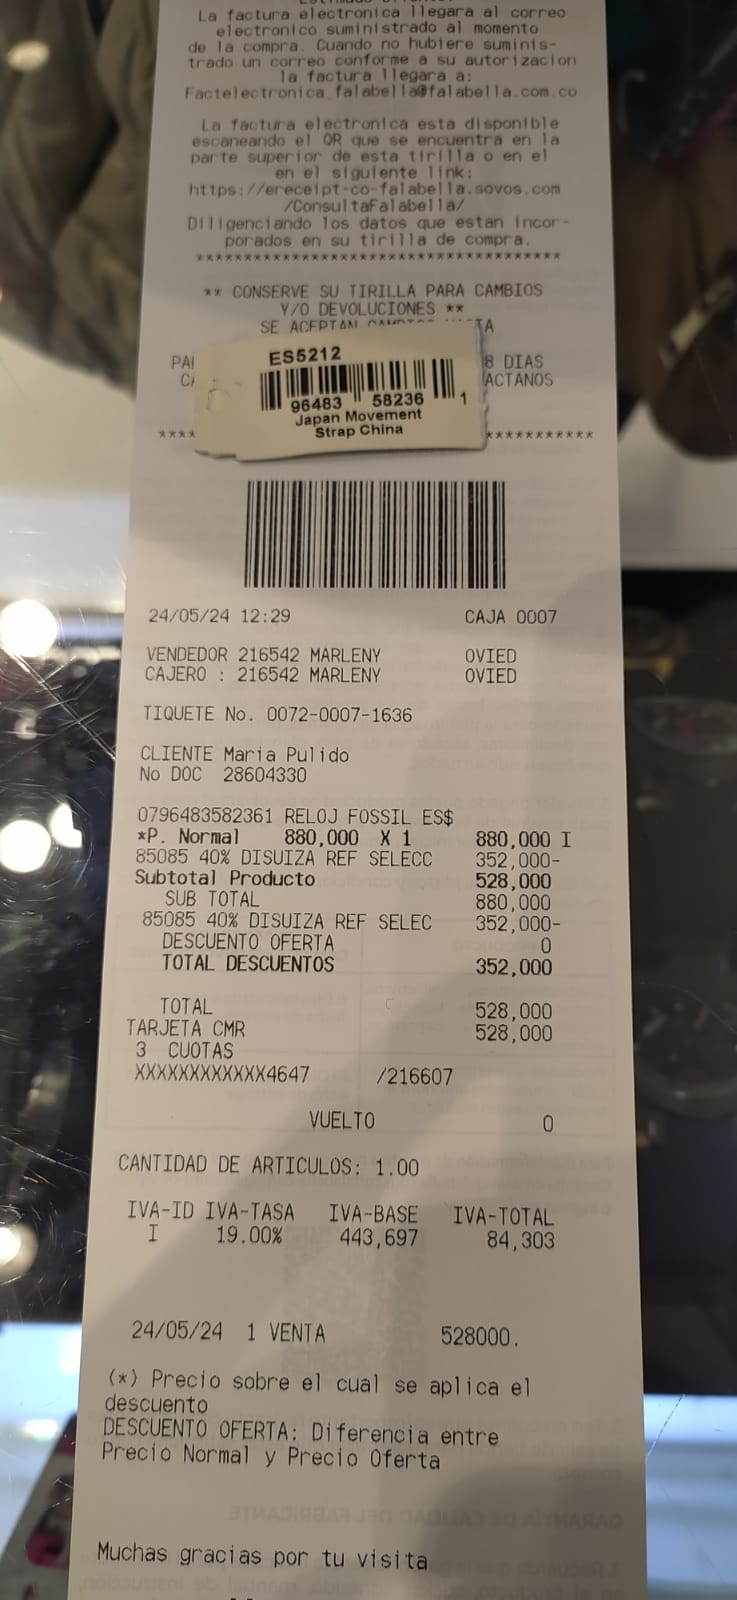 La factura electronica llegara al correo
electronico suministrado al momento
de la compra. Cuando no hubiere suminis-
trado un correo conforme a su autorizacion
la factura llegara a:
Factelectronica_falabella@falabella.com.co
La factura electronica esta disponible
escaneando el QR que se encuentra en la
parte superior de esta tirilla o en el
en el siguiente link:
https://ereceipt-co-falabella.sovos.com
/ConsultaFalabella/
Diligenciando los datos que estan incor-
porados en su tirilla de compra.
***************************************
** CONSERVE SU TIRILLA PARA CAMBIOS
Y/O DEVOLUCIONES **
SE ACEPTAN
8 DIAS
ACTANOS
ES5212
96483 58236 1
Japan Movement
Strap China
24/05/24 12:29 CAJA 0007
VENDEDOR 216542 MARLENY OVIED
CAJERO : 216542 MARLENY OVIED
TIQUETE No. 0072-0007-1636
CLIENTE Maria Pulido
No DOC 28604330
0796483582361 RELOJ FOSSIL ES$
*P. Normal 880,000 X 1 880,000 I
85085 40% DISUIZA REF SELECC 352,000-
Subtotal Producto 528,000
SUB TOTAL 880,000
85085 40% DISUIZA REF SELEC 352,000-
DESCUENTO OFERTA 0
TOTAL DESCUENTOS 352,000
TOTAL 528,000
TARJETA CMR 528,000
3 CUOTAS
XXXXXXXXXXXX4647 /216607
VUELTO 0
CANTIDAD DE ARTICULOS: 1.00
IVA-ID IVA-TASA IVA-BASE IVA-TOTAL
I 19.00% 443,697 84,303
24/05/24 1 VENTA 528000.
(*) Precio sobre el cual se aplica el
descuento
DESCUENTO OFERTA: Diferencia entre
Precio Normal y Precio Oferta
Muchas gracias por tu visita